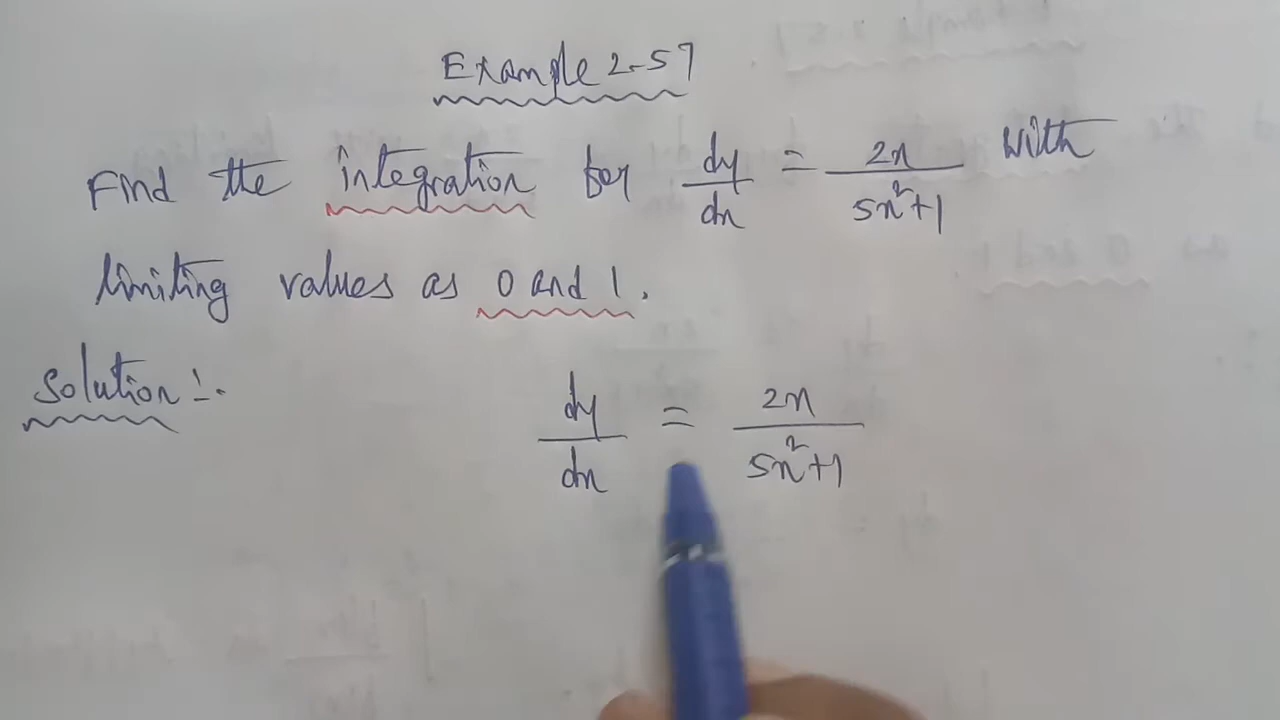 Example 2.57
Find the integration for dy/dx = 2x/5x²+1 with
limiting values as 0 and 1.
Solution:-
dy/dx = 2x/5x²+1